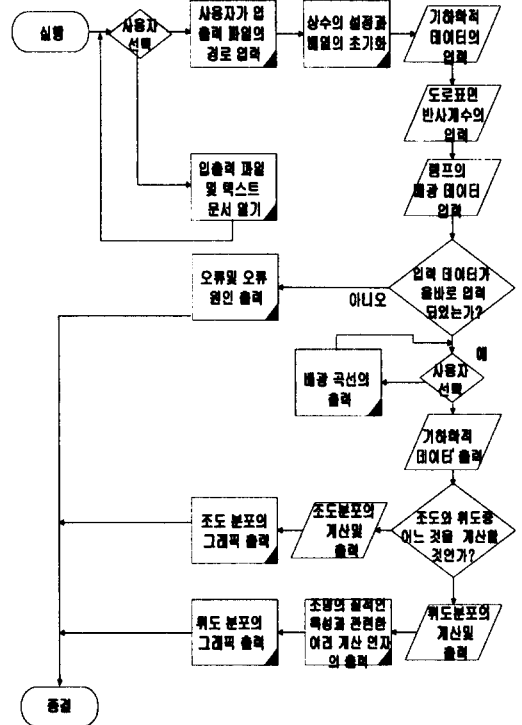 실행
사용자
선택
사용자가 입
출력 파일의
경로 입력
상수의 설정과
배열의 초기화
기하학적
데이터의
입력
도로표면
반사계수의
입력
램프의
배광 데이터
입력
입출력 파일
및 텍스트
문서 열기
입력 데이터가
올바로 입력
되었는가?
아니오
오류및 오류
원인 출력
예
사용자
선택
배광 곡선의
출력
기하학적
데이터 출력
조도와 휘도중
어느 것을 계산할
것인가?
조도분포의
계산및
출력
조도 분포의
그래픽 출력
휘도분포의
계산및
출력
조명의 질적인
특성과 관련한
여러 계산 인자
의 출력
휘도 분포의
그래픽 출력
종결